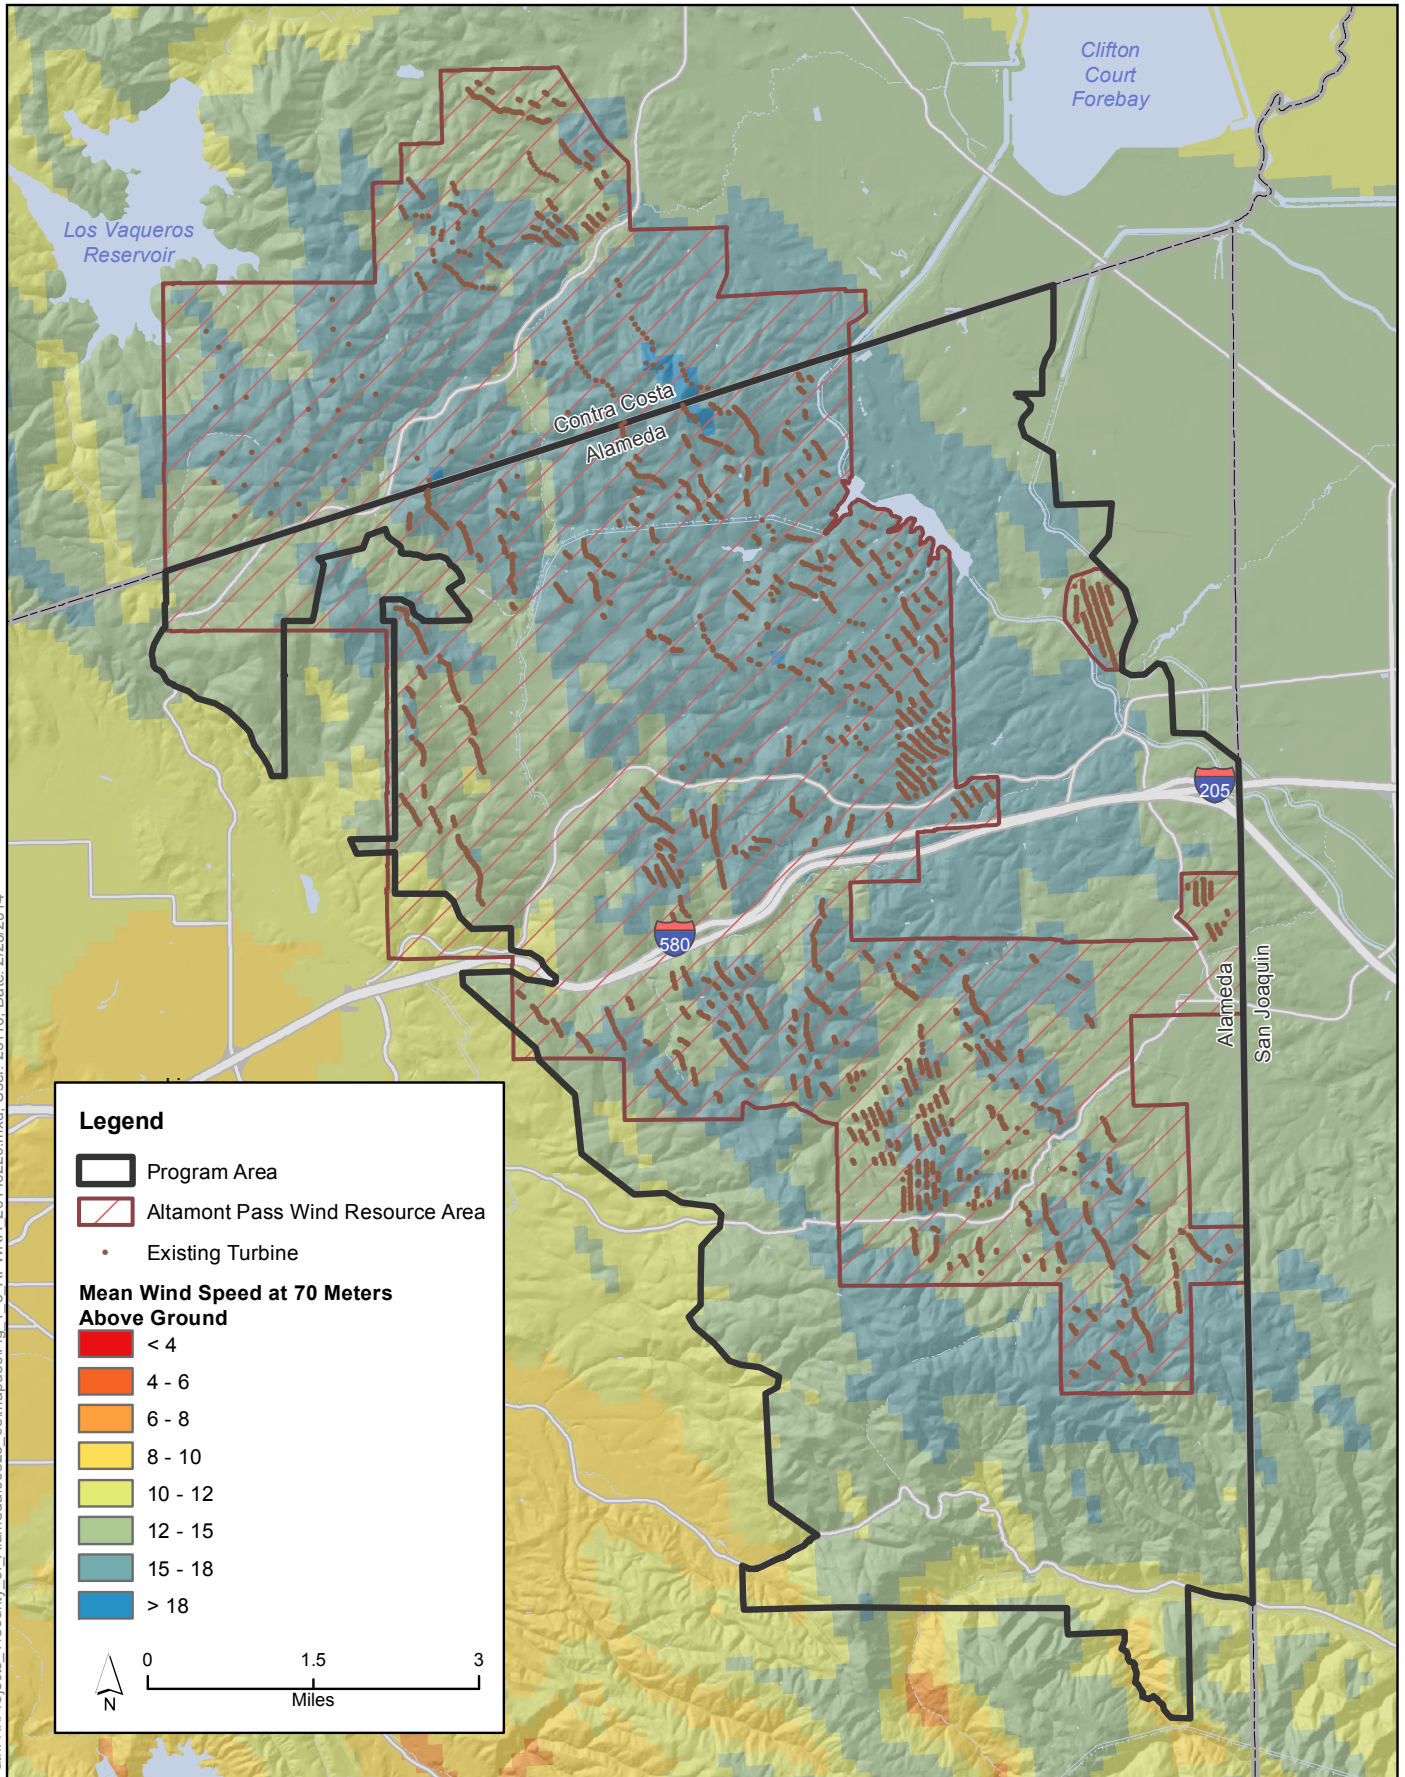 Clifton
Court
Forebay
Los Vaqueros
Reservoir
Contra Costa
Alameda
205
580
Alameda
San Joaquin
Legend
Program Area
Altamont Pass Wind Resource Area
Existing Turbine
Mean Wind Speed at 70 Meters
Above Ground
< 4
4 - 6
6 - 8
8 - 10
10 - 12
12 - 15
15 - 18
> 18
0 1.5 3
Miles
N